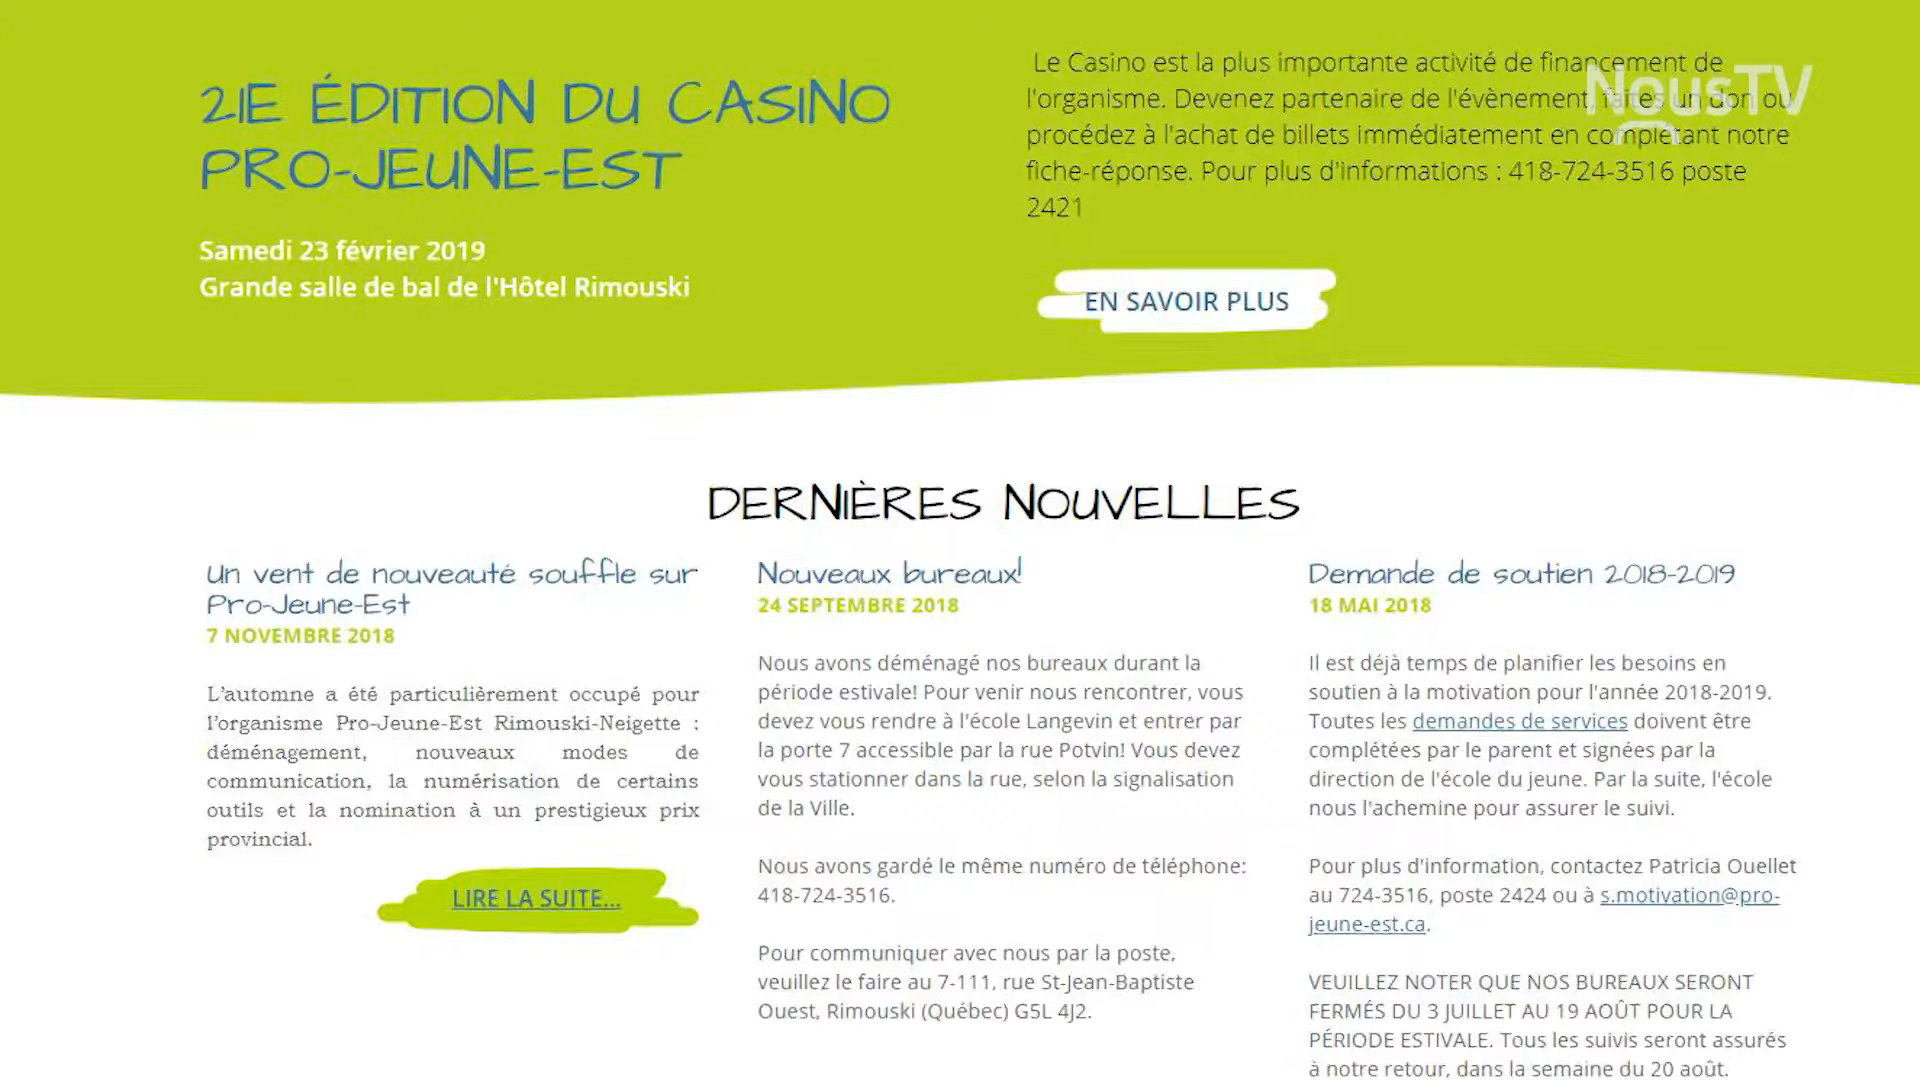 21E ÉDITION DU CASINO
PRO-JEUNE-EST
Samedi 23 février 2019
Grande salle de bal de l'Hôtel Rimouski
Le Casino est la plus importante activité de financement de
l'organisme. Devenez partenaire de l'évènement, faites un don ou
procédez à l'achat de billets immédiatement en complétant notre
fiche-réponse. Pour plus d'informations : 418-724-3516 poste
2421
NousTV
EN SAVOIR PLUS
DERNIÈRES NOUVELLES
Un vent de nouveauté souffle sur
Pro-Jeune-Est
7 NOVEMBRE 2018
L'automne a été particulièrement occupé pour
l'organisme Pro-Jeune-Est Rimouski-Neigette :
déménagement, nouveaux modes de
communication, la numérisation de certains
outils et la nomination à un prestigieux prix
provincial.
LIRE LA SUITE...
Nouveaux bureaux!
24 SEPTEMBRE 2018
Nous avons déménagé nos bureaux durant la
période estivale! Pour venir nous rencontrer, vous
devez vous rendre à l'école Langevin et entrer par
la porte 7 accessible par la rue Potvin! Vous devez
vous stationner dans la rue, selon la signalisation
de la Ville.
Nous avons gardé le même numéro de téléphone:
418-724-3516.
Pour communiquer avec nous par la poste,
veuillez le faire au 7-111, rue St-Jean-Baptiste
Ouest, Rimouski (Québec) G5L 4J2.
Demande de soutien 2018-2019
18 MAI 2018
Il est déjà temps de planifier les besoins en
soutien à la motivation pour l'année 2018-2019.
Toutes les demandes de services doivent être
complétées par le parent et signées par la
direction de l'école du jeune. Par la suite, l'école
nous l'achemine pour assurer le suivi.
Pour plus d'information, contactez Patricia Ouellet
au 724-3516, poste 2424 ou à s.motivation@pro-
jeune-est.ca.
VEUILLEZ NOTER QUE NOS BUREAUX SERONT
FERMÉS DU 3 JUILLET AU 19 AOÛT POUR LA
PÉRIODE ESTIVALE. Tous les suivis seront assurés
à notre retour, dans la semaine du 20 août.